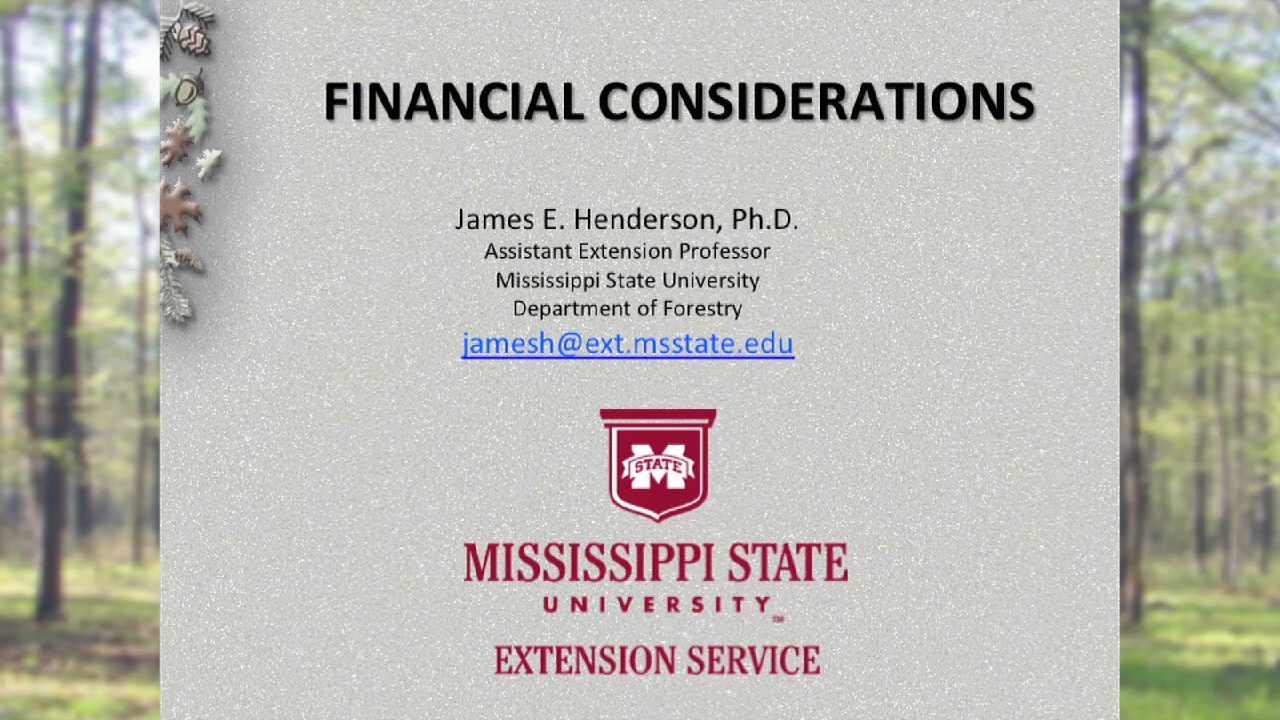 FINANCIAL CONSIDERATIONS
James E. Henderson, Ph.D.
Assistant Extension Professor
Mississippi State University
Department of Forestry
jamesh@ext.msstate.edu
M STATE
MISSISSIPPI STATE
UNIVERSITY™
EXTENSION SERVICE